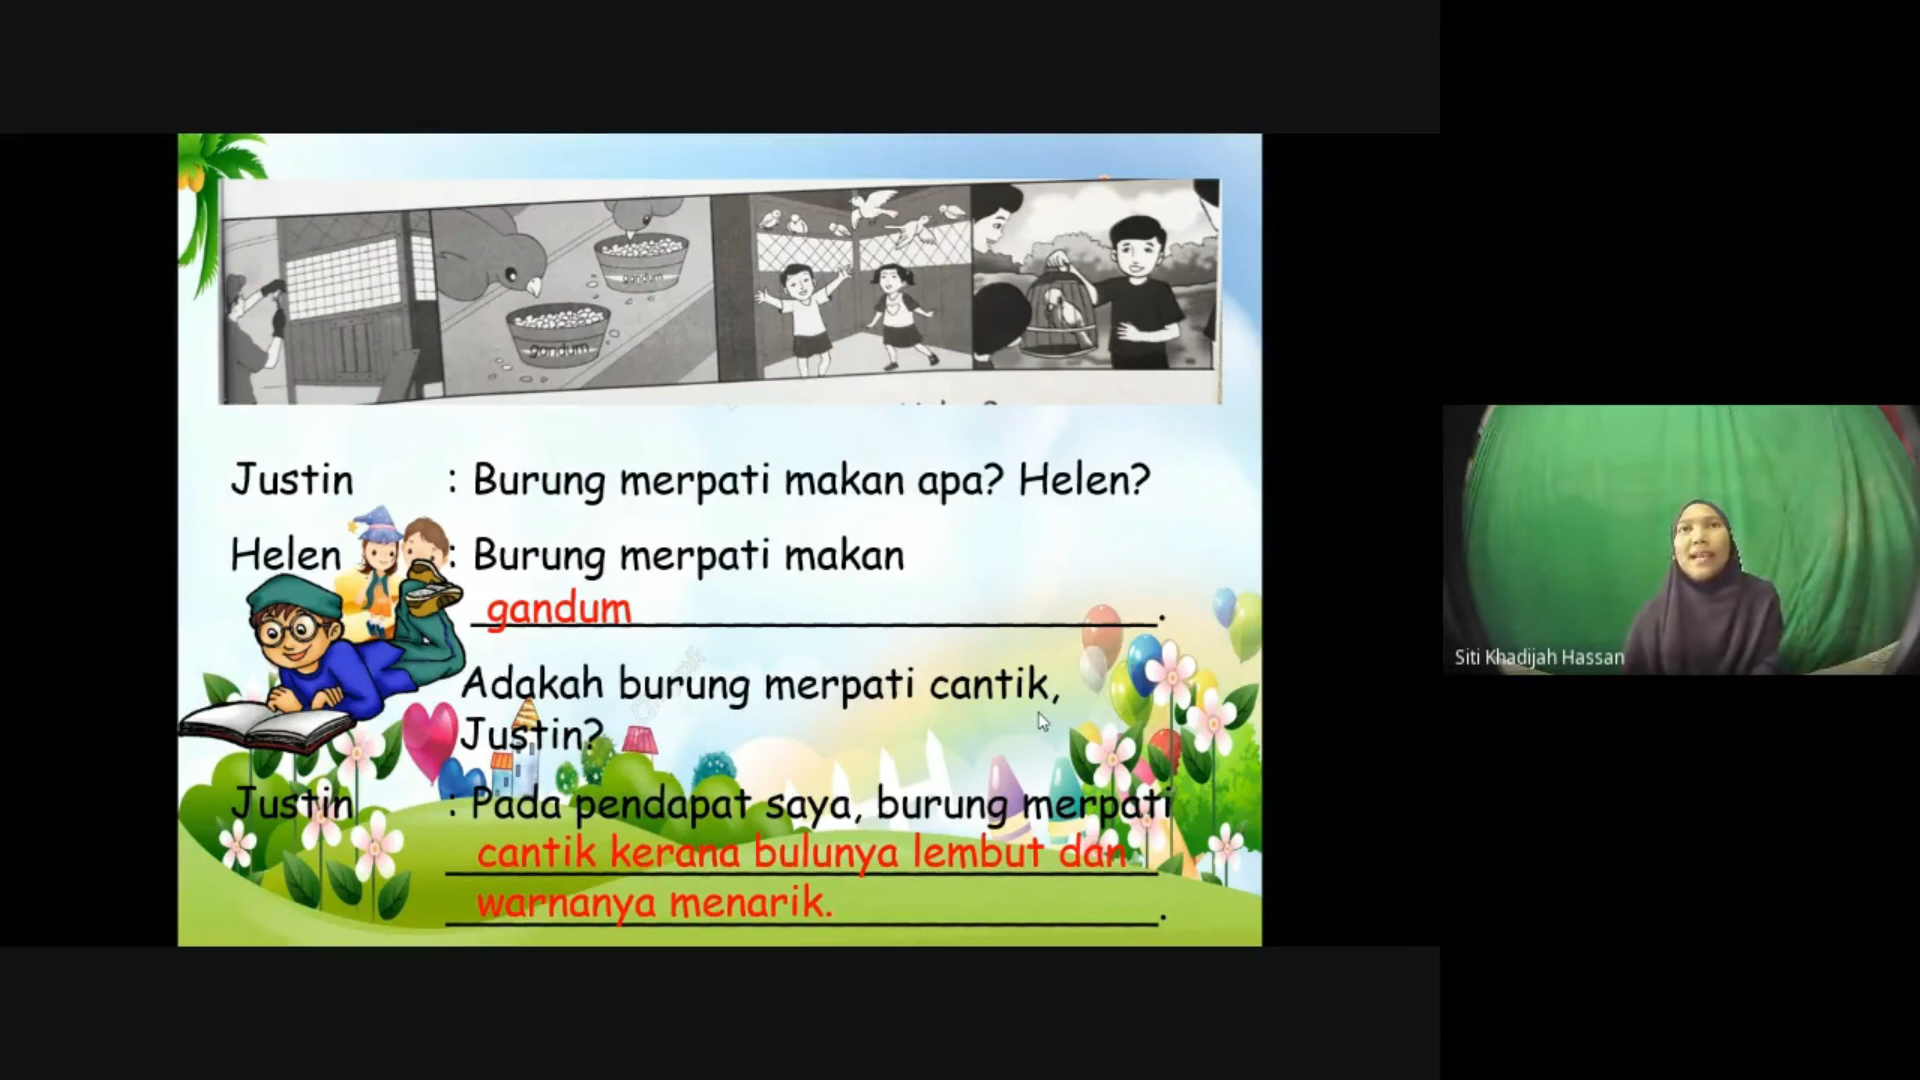 gandum
gandum
Justin : Burung merpati makan apa? Helen?
Helen : Burung merpati makan
gandum.
Adakah burung merpati cantik,
Justin?
Justin : Pada pendapat saya, burung merpati
cantik kerana bulunya lembut dan
warnanya menarik.
.
Siti Khadijah Hassan